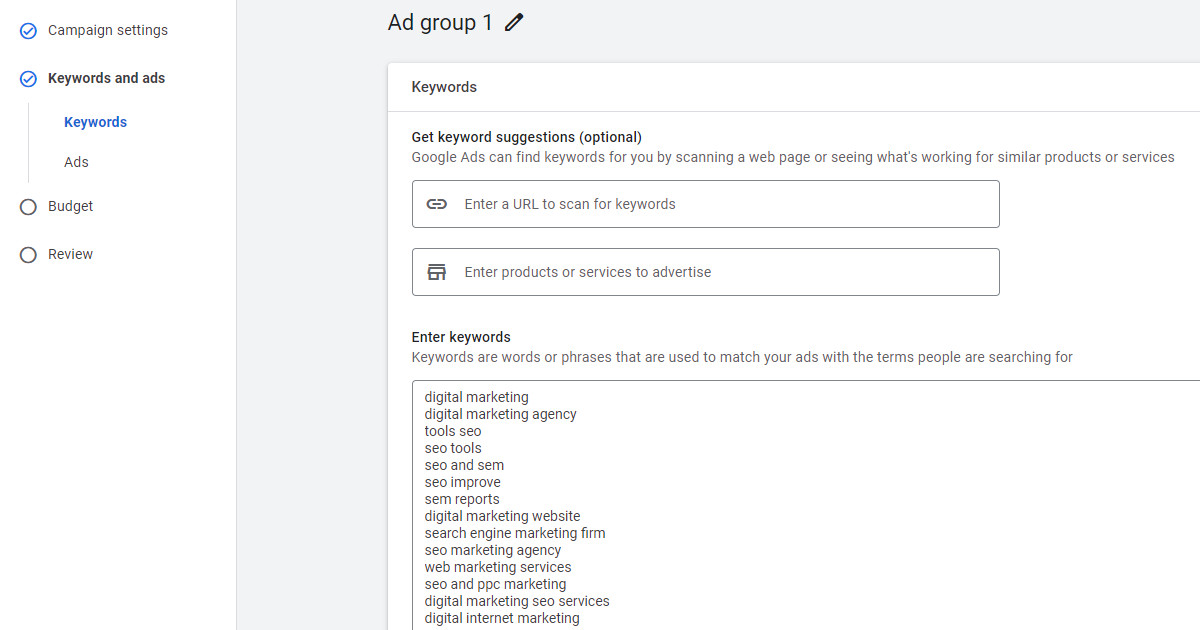 Campaign settings
Keywords and ads
Keywords
Ads
Budget
Review
Ad group 1
Keywords
Get keyword suggestions (optional)
Google Ads can find keywords for you by scanning a web page or seeing what's working for similar products or services
Enter a URL to scan for keywords
Enter products or services to advertise
Enter keywords
Keywords are words or phrases that are used to match your ads with the terms people are searching for
digital marketing
digital marketing agency
tools seo
seo tools
seo and sem
seo improve
sem reports
digital marketing website
search engine marketing firm
seo marketing agency
web marketing services
seo and ppc marketing
digital marketing seo services
digital internet marketing